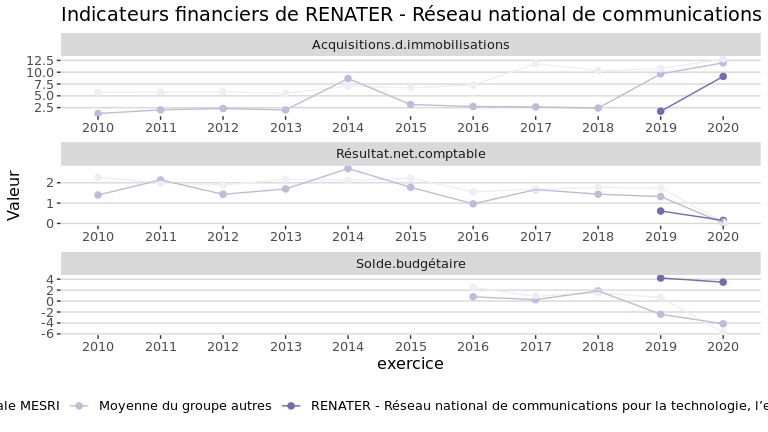 Indicateurs financiers de RENATER - Réseau national de communications
Acquisitions.d.immobilisations
12.5
10.0
7.5
5.0
2.5
2010 2011 2012 2013 2014 2015 2016 2017 2018 2019 2020
Résultat.net.comptable
2
1
0
2010 2011 2012 2013 2014 2015 2016 2017 2018 2019 2020
Valeur
Solde.budgétaire
4
2
0
-2
-4
-6
2010 2011 2012 2013 2014 2015 2016 2017 2018 2019 2020
exercice
ale MESRI Moyenne du groupe autres RENATER - Réseau national de communications pour la technologie, l'e